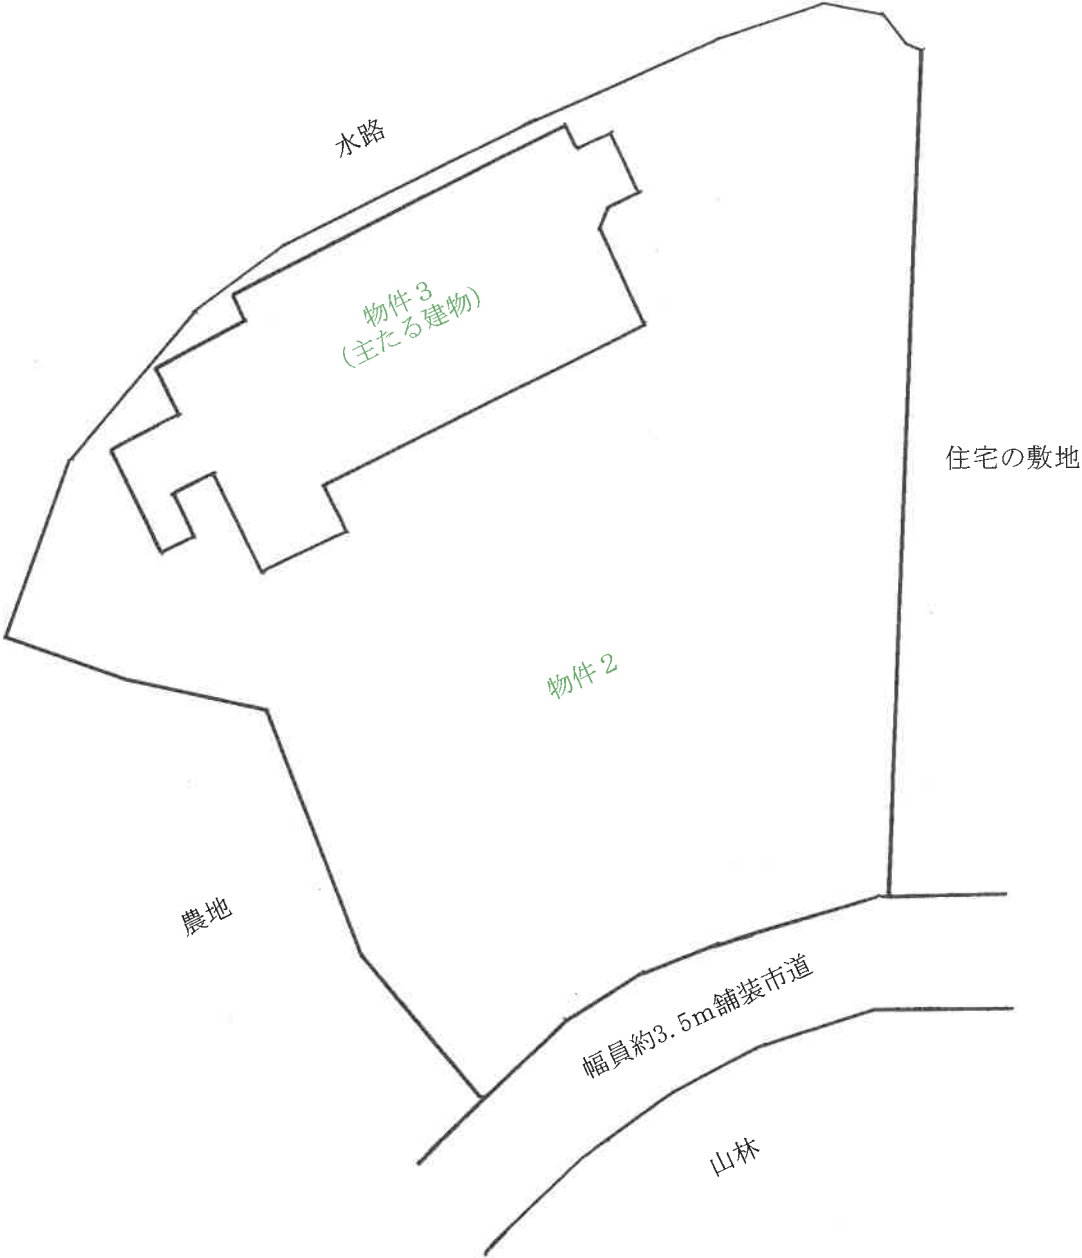 水路
物件３
（主たる建物）
住宅の敷地
物件２
農地
幅員約3.5m舗装市道
山林